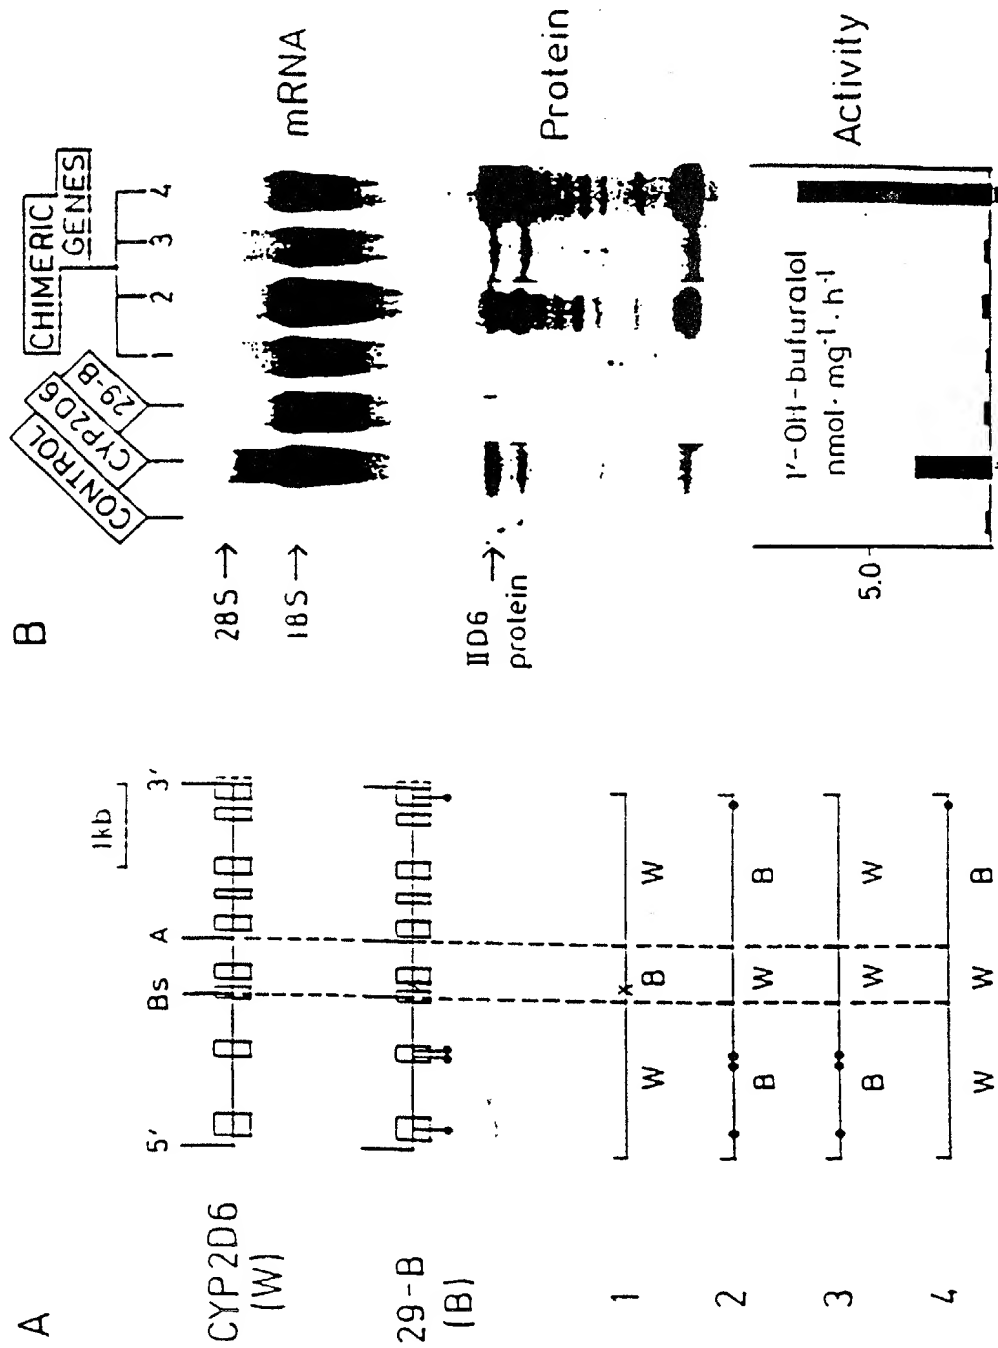 A
1kb
5′ Bs A 3′
CYP2D6
(W)
29-B
(B)
1 W B W
2 B W B
3 B W W
4 W W B
B
CONTROL
CYP2D6
29-B
CHIMERIC
GENES
1 2 3 4
28S →
18S →
mRNA
IID6 →
protein
Protein
5.0
1′-OH-bufuralol
nmol·mg⁻¹·h⁻¹
Activity